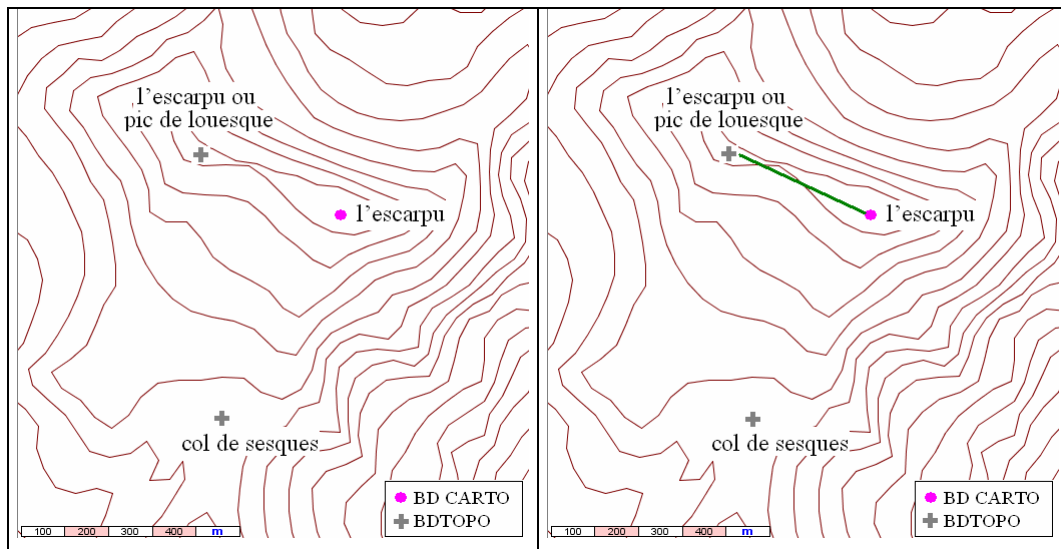 l'escarpu ou
pic de louesque
l'escarpu
col de sesques
BD CARTO
BDTOPO
100 200 300 400 m
l'escarpu ou
pic de louesque
l'escarpu
col de sesques
BD CARTO
BDTOPO
100 200 300 400 m